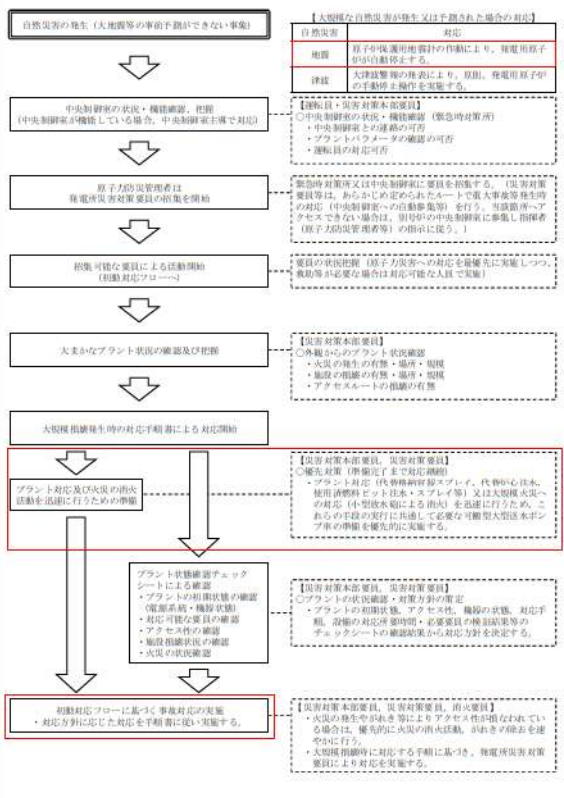 自然災害の発生(大地震等の事前予測ができない事象)
【大規模な自然災害が発生又は予測された場合の対応】
自然災害
対応
地震
原子炉保護用地震計の作動により,発電用原子
炉が自動停止する。
津波
大津波警報の発表により,原則,発電用原子炉
の手動停止操作を実施する。
中央制御室の状況・機能確認,把握
(中央制御室が機能している場合,中央制御室主導で対応)
【運転員・災害対策本部要員】
○中央制御室の状況・機能確認(緊急時対策所)
・中央制御室との連絡の可否
・プラントパラメータの確認の可否
・運転員の対応可否
原子力防災管理者は
発電所災害対策要員の招集を開始
緊急時対策所又は中央制御室に要員を招集する。(災害対策
要員等は,あらかじめ定められたルートで重大事故等発生時
の対応(中央制御室への自動参集等)を行う。当該箇所へア
クセスできない場合は,別号炉の中央制御室に参集し指揮者
(原子力防災管理者等)の指示に従う。)
招集可能な要員による活動開始
(初動対応フローへ)
要員の状況把握(原子力災害への対応を最優先に実施しつつ,
救助等が必要な場合は対応可能な人員で実施)
大まかなプラント状況の確認及び把握
【災害対策本部要員】
○外観からのプラント状況確認
・火災の発生の有無・場所・規模
・施設の損壊の有無・場所・規模
・アクセスルートの損壊の有無
大規模損壊発生時の対応手順書による対応開始
プラント対応及び火災の消火
活動を迅速に行うための準備
【災害対策本部要員,災害対策要員】
○優先対策(準備完了まで対応継続)
・プラント対応(代替格納容器スプレイ,代替炉心注水,
使用済燃料ピット注水・スプレイ等)又は大規模火災へ
の対応(小型放水砲による消火)を迅速に行うため,こ
れらの手段の実行に共通して必要な可搬型大型送水ポン
プ車の準備を優先的に実施する。
プラント状態確認チェック
シートによる確認
・プラントの初期状態の確認
(電源系統・機器状態)
・対応可能な要員の確認
・アクセス性の確認
・施設損壊状況の確認
・火災の状況確認
【災害対策本部要員,災害対策要員】
○プラントの状況確認・対策方針の策定
・プラントの初期状態,アクセス性,機器の状態,対応手
順,設備の対応所要時間・必要要員の検討結果等の
チェックシートの確認結果から対応方針を決定する。
初動対応フローに基づく事故対応の実施
・対応方針に応じた対応を手順書に従い実施する。
【災害対策本部要員,災害対策要員,消火要員】
・火災の発生やがれき等によりアクセス性が損なわれてい
る場合は,優先的に火災の消火活動,がれきの除去を速
やかに行う。
・大規模損壊時に対応する手順に基づき,発電所災害対策
要員により対応を実施する。